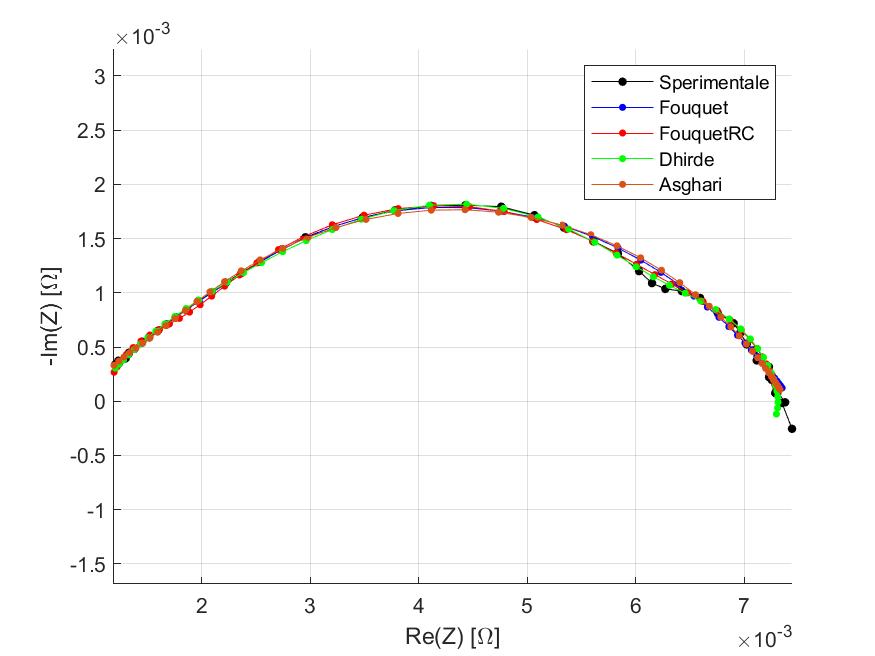 ×10⁻³
3
2.5
2
1.5
1
0.5
0
-0.5
-1
-1.5
-Im(Z) [Ω]
Sperimentale
Fouquet
FouquetRC
Dhirde
Asghari
2 3 4 5 6 7
Re(Z) [Ω]
×10⁻³